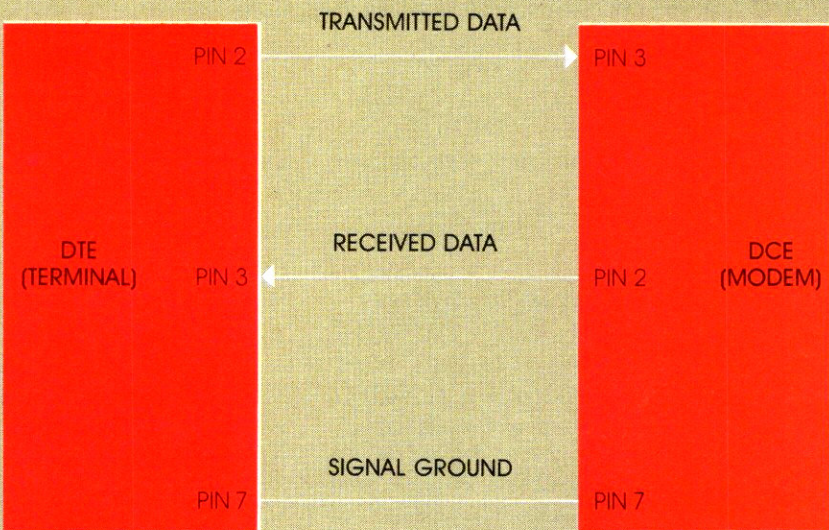 TRANSMITTED DATA
PIN 2
PIN 3
RECEIVED DATA
DTE
(TERMINAL)
PIN 3
PIN 2
DCE
(MODEM)
SIGNAL GROUND
PIN 7
PIN 7